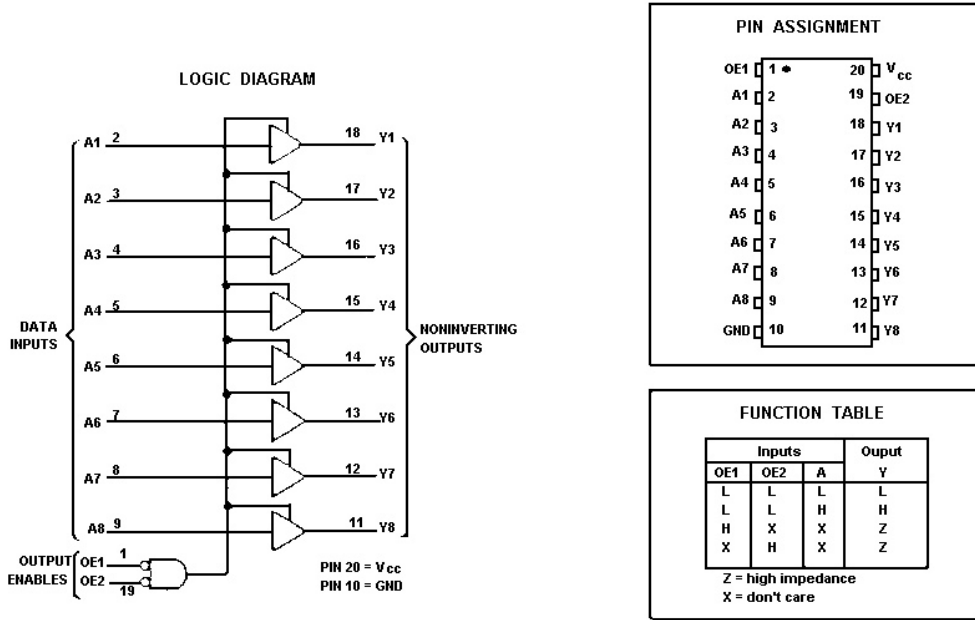 LOGIC DIAGRAM
A1 2 18 Y1
A2 3 17 Y2
A3 4 16 Y3
A4 5 15 Y4
A5 6 14 Y5
A6 7 13 Y6
A7 8 12 Y7
A8 9 11 Y8
DATA
INPUTS
NONINVERTING
OUTPUTS
OUTPUT
ENABLES
OE1 1
OE2 19
PIN 20 = Vcc
PIN 10 = GND
PIN ASSIGNMENT
OE1 1 20 Vcc
A1 2 19 OE2
A2 3 18 Y1
A3 4 17 Y2
A4 5 16 Y3
A5 6 15 Y4
A6 7 14 Y5
A7 8 13 Y6
A8 9 12 Y7
GND 10 11 Y8
FUNCTION TABLE
Inputs Ouput
OE1 OE2 A Y
L L L L
L L H H
H X X Z
X H X Z
Z = high impedance
X = don't care